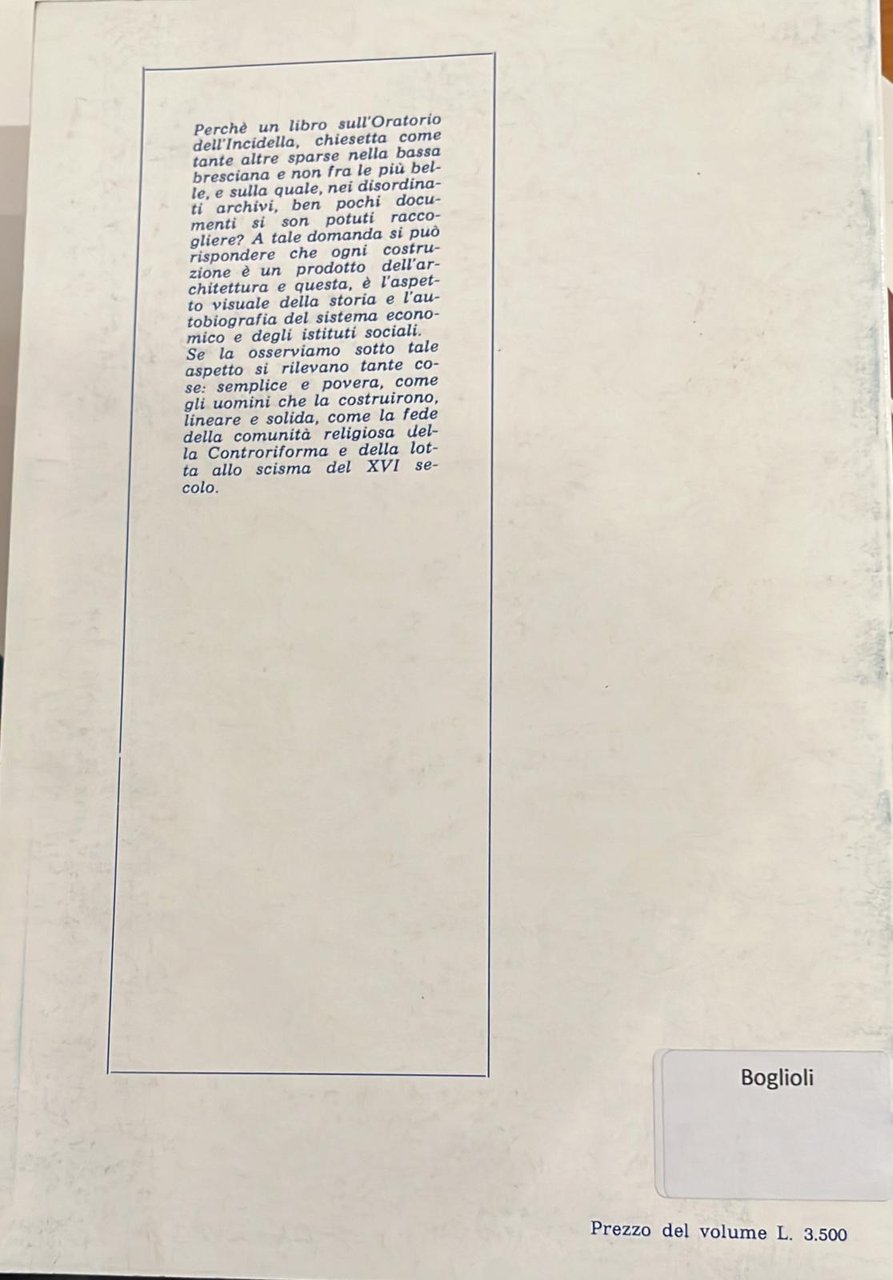 Perchè un libro sull'Oratorio
dell'Incidella, chiesetta come
tante altre sparse nella bassa
bresciana e non fra le più bel-
le, e sulla quale, nei disordina-
ti archivi, ben pochi docu-
menti si son potuti racco-
gliere? A tale domanda si può
rispondere che ogni costru-
zione è un prodotto dell'ar-
chitettura e questa, è l'aspet-
to visuale della storia e l'au-
tobiografia del sistema econo-
mico e degli istituti sociali.
Se la osserviamo sotto tale
aspetto si rilevano tante co-
se: semplice e povera, come
gli uomini che la costruirono,
lineare e solida, come la fede
della comunità religiosa del-
la Controriforma e della lot-
ta allo scisma del XVI se-
colo.
Boglioli
Prezzo del volume L. 3.500